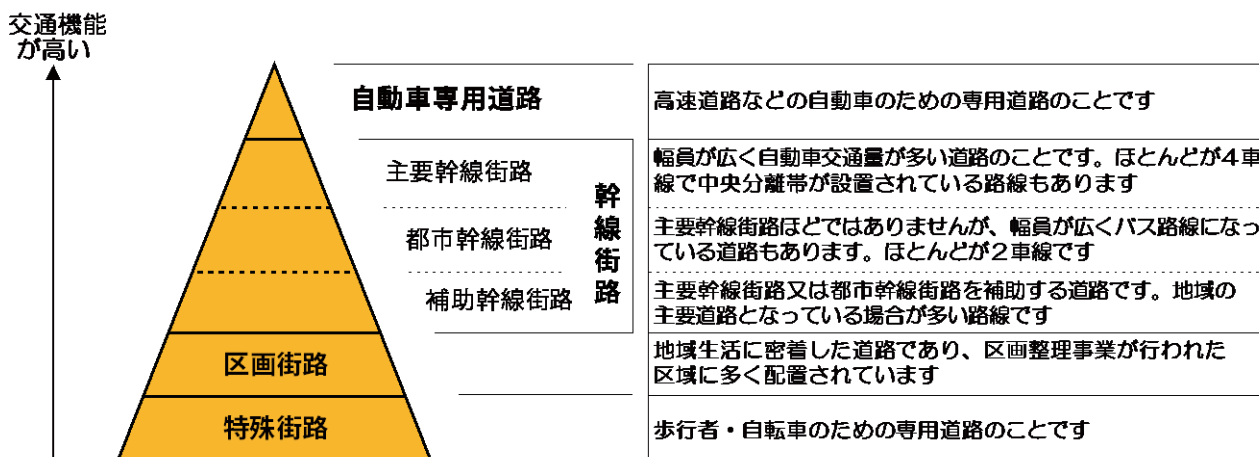 交通機能
が高い
自動車専用道路
高速道路などの自動車のための専用道路のことです
主要幹線街路
幅員が広く自動車交通量が多い道路のことです。ほとんどが4車
線で中央分離帯が設置されている路線もあります
幹線街路
都市幹線街路
主要幹線街路ほどではありませんが、幅員が広くバス路線になっ
ている道路もあります。ほとんどが2車線です
補助幹線街路
主要幹線街路又は都市幹線街路を補助する道路です。地域の
主要道路となっている場合が多い路線です
区画街路
地域生活に密着した道路であり、区画整理事業が行われた
区域に多く配置されています
特殊街路
歩行者・自転車のための専用道路のことです